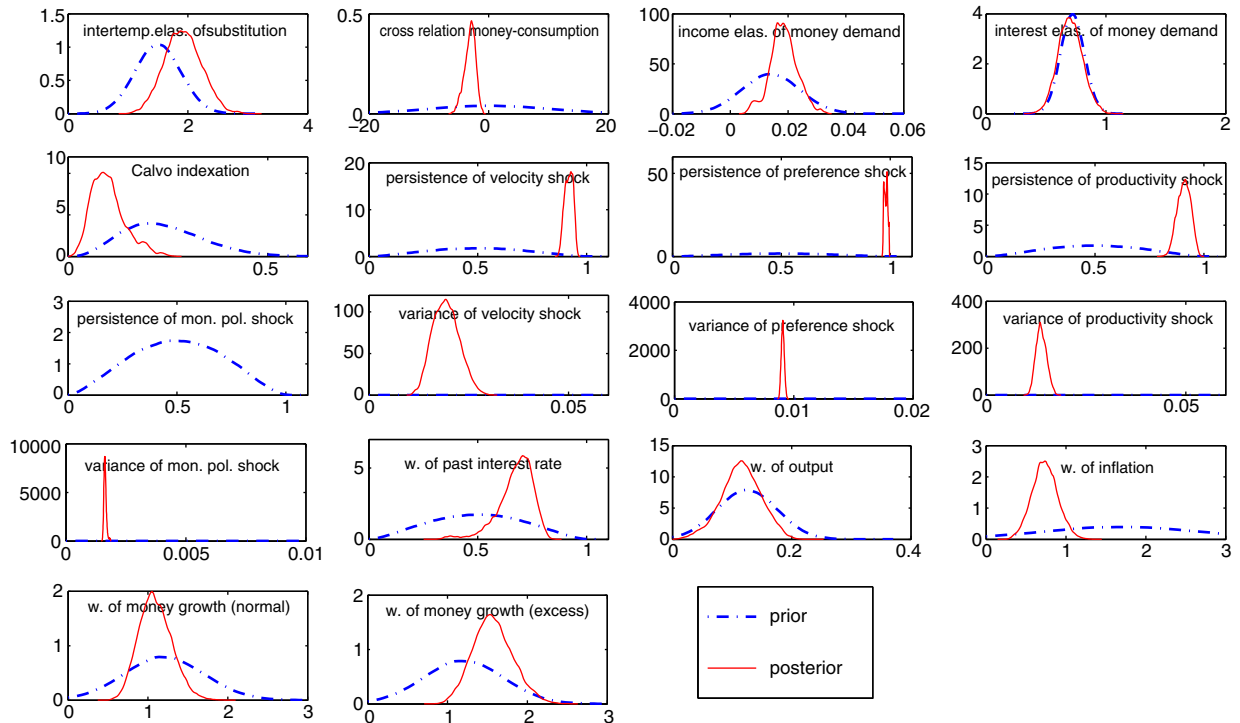 intertemp.elas. ofsubstitution
1.5
1
0.5
0
0 2 4
cross relation money-consumption
0.5
0
−20 0 20
income elas. of money demand
100
50
0
−0.02 0 0.02 0.04 0.06
interest elas. of money demand
4
2
0
0 1 2
Calvo indexation
10
5
0
0 0.5
persistence of velocity shock
20
10
0
0 0.5 1
persistence of preference shock
50
0
0 0.5 1
persistence of productivity shock
15
10
5
0
0 0.5 1
persistence of mon. pol. shock
3
2
1
0
0 0.5 1
variance of velocity shock
100
50
0
0 0.05
variance of preference shock
4000
2000
0
0 0.01 0.02
variance of productivity shock
400
200
0
0 0.05
variance of mon. pol. shock
10000
5000
0
0 0.005 0.01
w. of past interest rate
5
0
0 0.5 1
w. of output
15
10
5
0
0 0.2 0.4
w. of inflation
3
2
1
0
0 1 2 3
w. of money growth (normal)
2
1
0
0 1 2 3
w. of money growth (excess)
2
1
0
0 1 2 3
prior
posterior